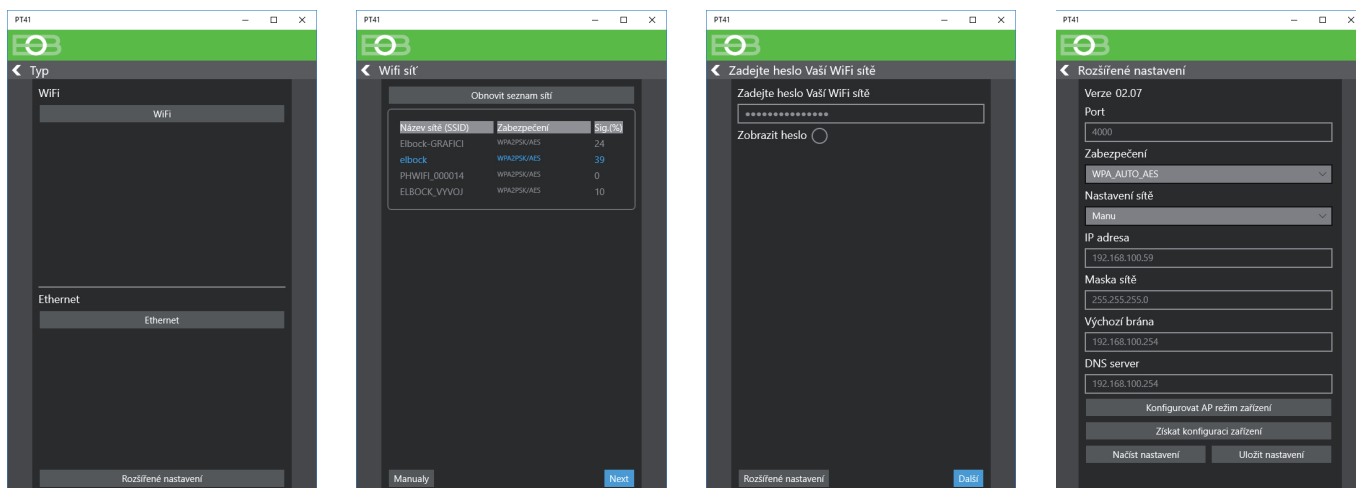 PT41
EOB
Typ
WiFi
WiFi
Ethernet
Ethernet
Rozšířené nastavení
PT41
EOB
Wifi síť
Obnovit seznam sítí
Název sítě (SSID) Zabezpečení Sig.(%)
Elbock-GRAFICI WPA2PSK/AES 24
elbock WPA2PSK/AES 39
PHWIFI_000014 WPA2PSK/AES 0
ELBOCK_VYVOJ WPA2PSK/AES 10
Manualy Next
PT41
EOB
Zadejte heslo Vaší WiFi sítě
Zadejte heslo Vaší WiFi sítě
•••••••••••••••
Zobrazit heslo
Rozšířené nastavení Další
PT41
EOB
Rozšířené nastavení
Verze 02.07
Port
4000
Zabezpečení
WPA_AUTO_AES
Nastavení sítě
Manu
IP adresa
192.168.100.59
Maska sítě
255.255.255.0
Výchozí brána
192.168.100.254
DNS server
192.168.100.254
Konfigurovat AP režim zařízení
Získat konfiguraci zařízení
Načíst nastavení Uložit nastavení